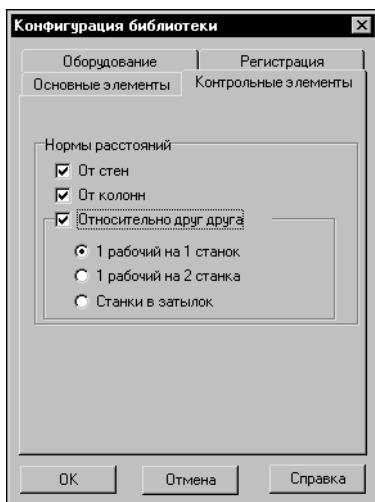 Конфигурация библиотеки
Оборудование
Регистрация
Основные элементы
Контрольные элементы
Нормы расстояний
От стен
От колонн
Относительно друг друга
1 рабочий на 1 станок
1 рабочий на 2 станка
Станки в затылок
OK
Отмена
Справка